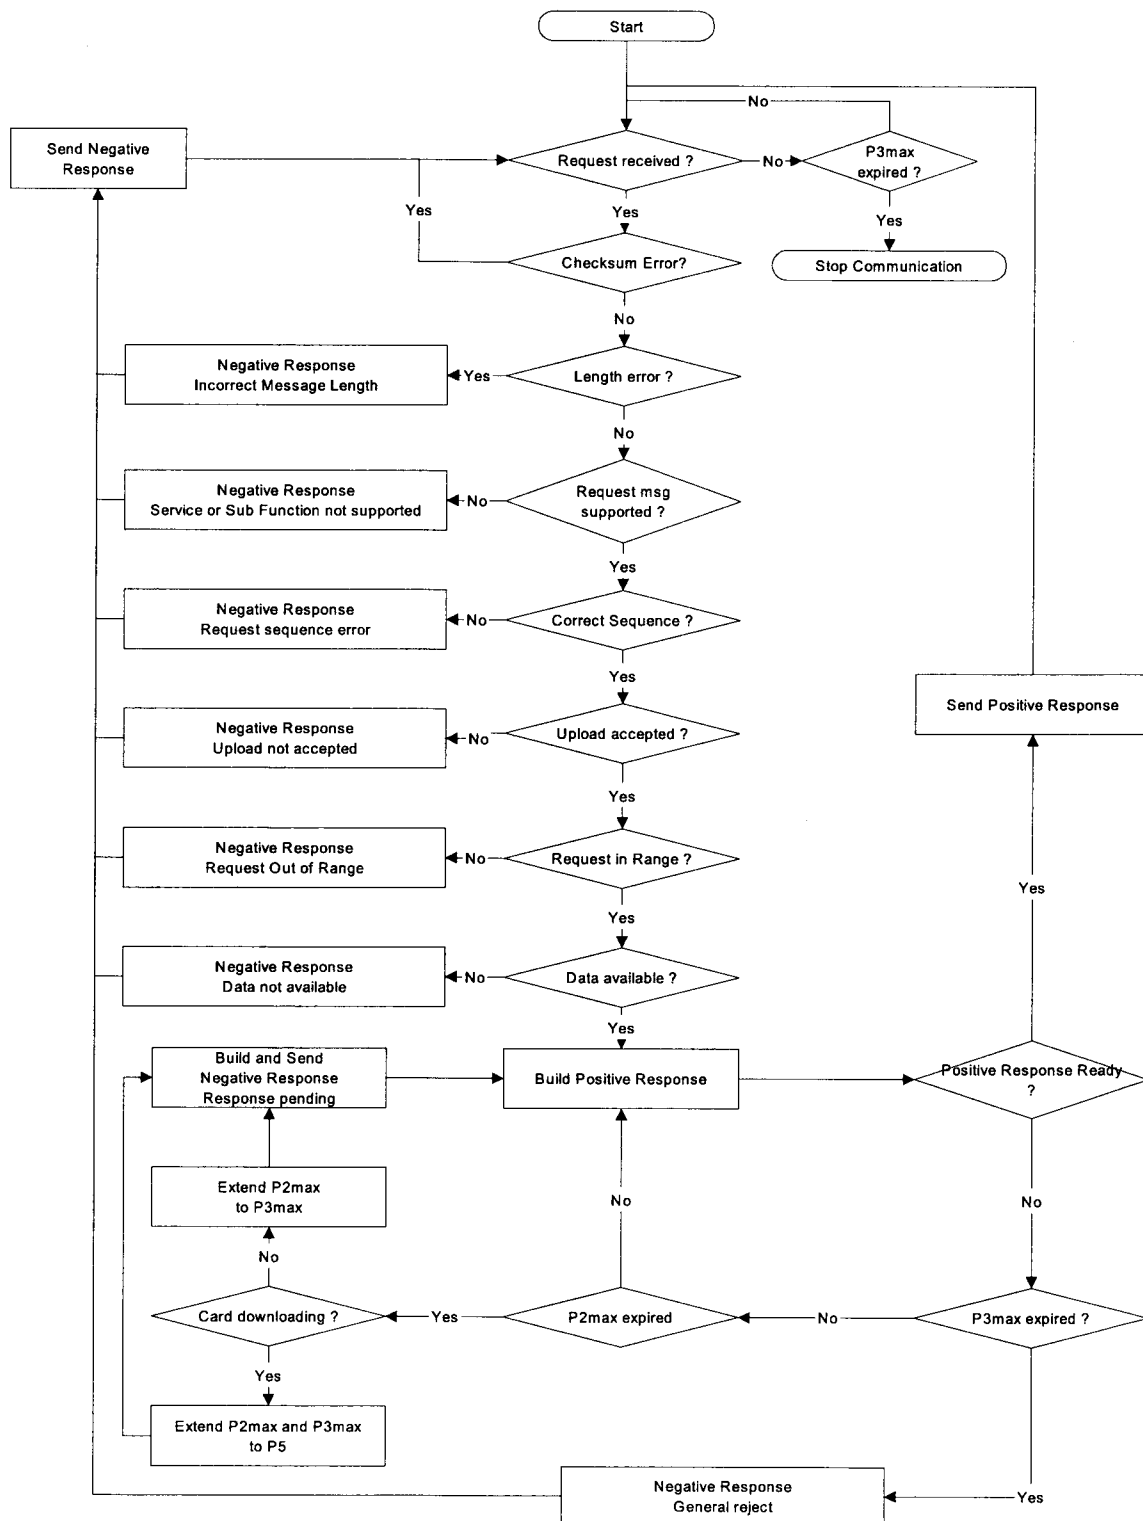 Start
No
Send Negative
Response
Request received ?
No
P3max
expired ?
Yes
Yes
Yes
Checksum Error?
Stop Communication
No
Negative Response
Incorrect Message Length
Yes
Length error ?
No
Negative Response
Service or Sub Function not supported
No
Request msg
supported ?
Yes
Negative Response
Request sequence error
No
Correct Sequence ?
Yes
Send Positive Response
Negative Response
Upload not accepted
No
Upload accepted ?
Yes
Negative Response
Request Out of Range
No
Request in Range ?
Yes
Yes
Negative Response
Data not available
No
Data available ?
Yes
Build and Send
Negative Response
Response pending
Build Positive Response
Positive Response Ready
?
Extend P2max
to P3max
No
No
No
Card downloading ?
Yes
P2max expired
No
P3max expired ?
Yes
Extend P2max and P3max
to P5
Negative Response
General reject
Yes